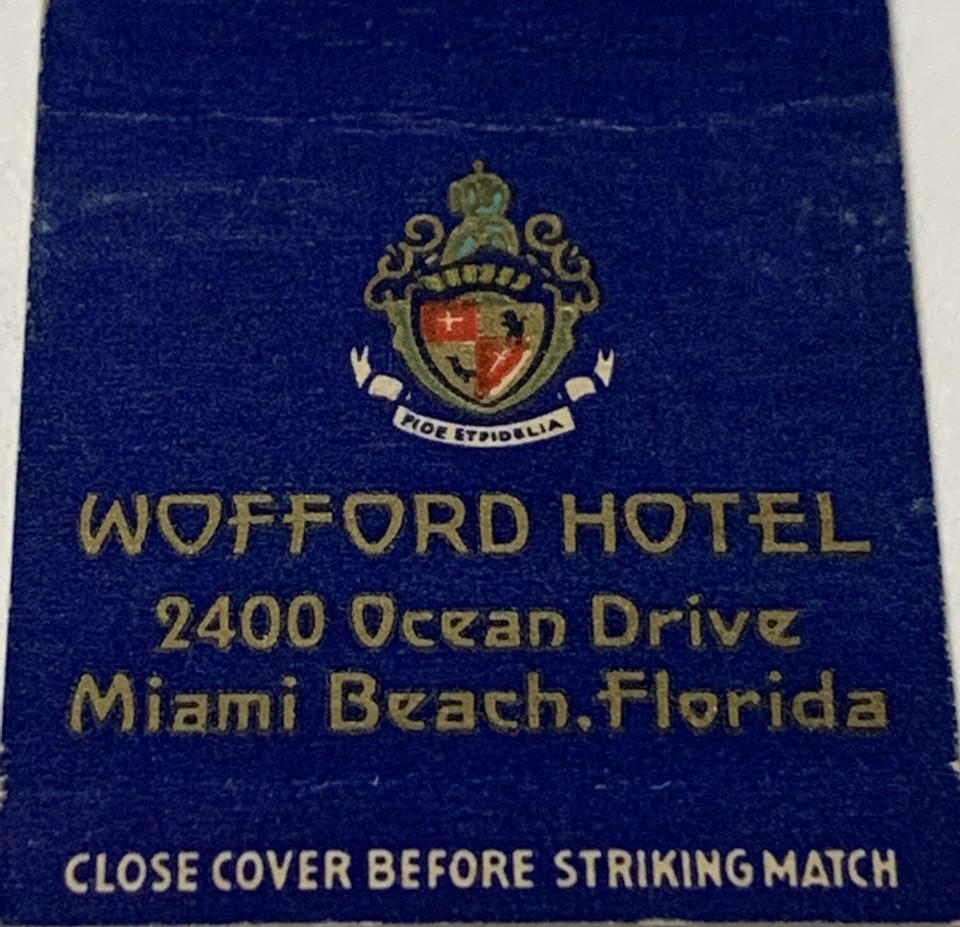 FIDE ET FIDELIA
WOFFORD HOTEL
2400 Ocean Drive
Miami Beach, Florida
CLOSE COVER BEFORE STRIKING MATCH